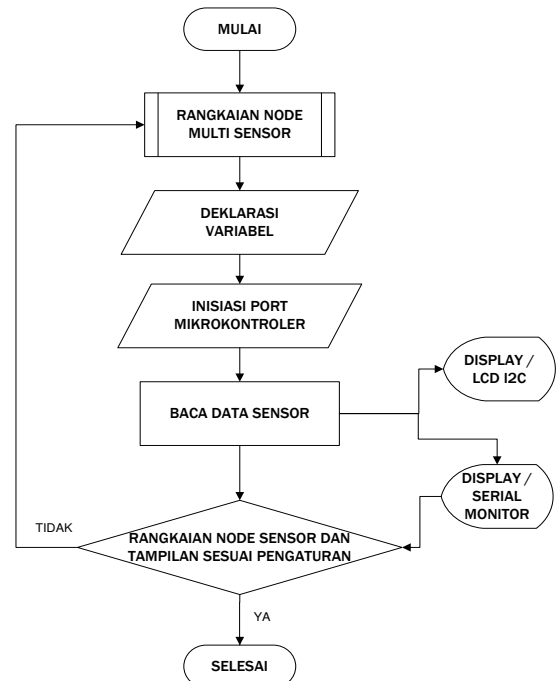 MULAI
RANGKAIAN NODE
MULTI SENSOR
DEKLARASI
VARIABEL
INISIASI PORT
MIKROKONTROLER
DISPLAY /
LCD I2C
BACA DATA SENSOR
DISPLAY /
SERIAL
MONITOR
TIDAK
RANGKAIAN NODE SENSOR DAN
TAMPILAN SESUAI PENGATURAN
YA
SELESAI